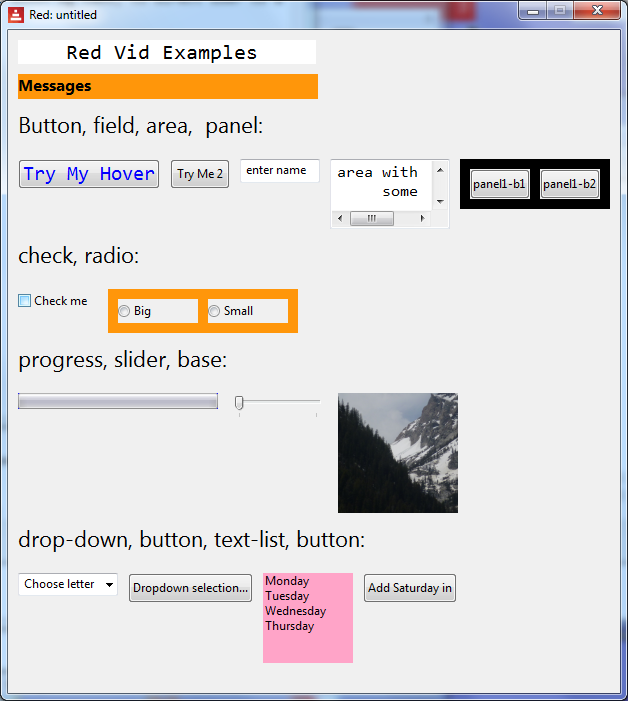 Red: untitled
Red Vid Examples
Messages
Button, field, area,  panel:
Try My Hover
Try Me 2
enter name
area with
some
panel1-b1
panel1-b2
check, radio:
Check me
Big
Small
progress, slider, base:
drop-down, button, text-list, button:
Choose letter
Dropdown selection...
Monday
Tuesday
Wednesday
Thursday
Add Saturday in